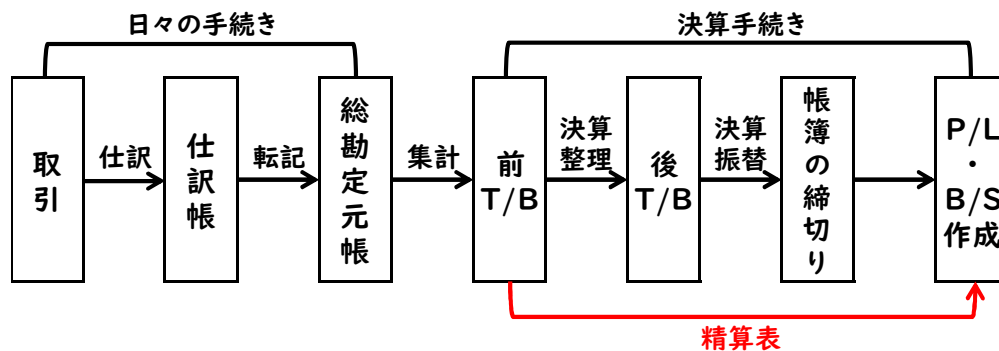 日々の手続き
決算手続き
取引
仕訳
仕訳帳
転記
総勘定元帳
集計
前
T/B
決算
整理
後
T/B
決算
振替
帳簿の締切り
P/L
・
B/S
作成
精算表